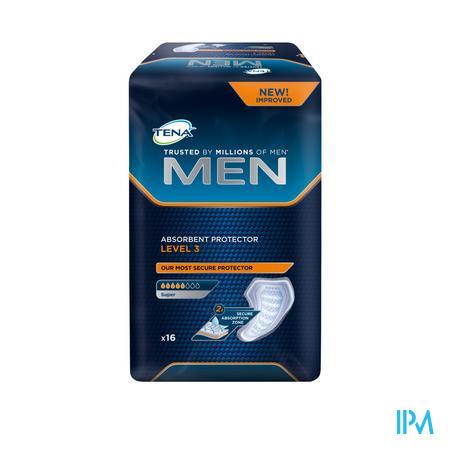 NEW!
IMPROVED
TENA
TRUSTED BY MILLIONS OF MEN*
MEN
ABSORBENT PROTECTOR
LEVEL 3
OUR MOST SECURE PROTECTOR
Super
2x
SECURE
ABSORPTION
ZONE
x16
IPM